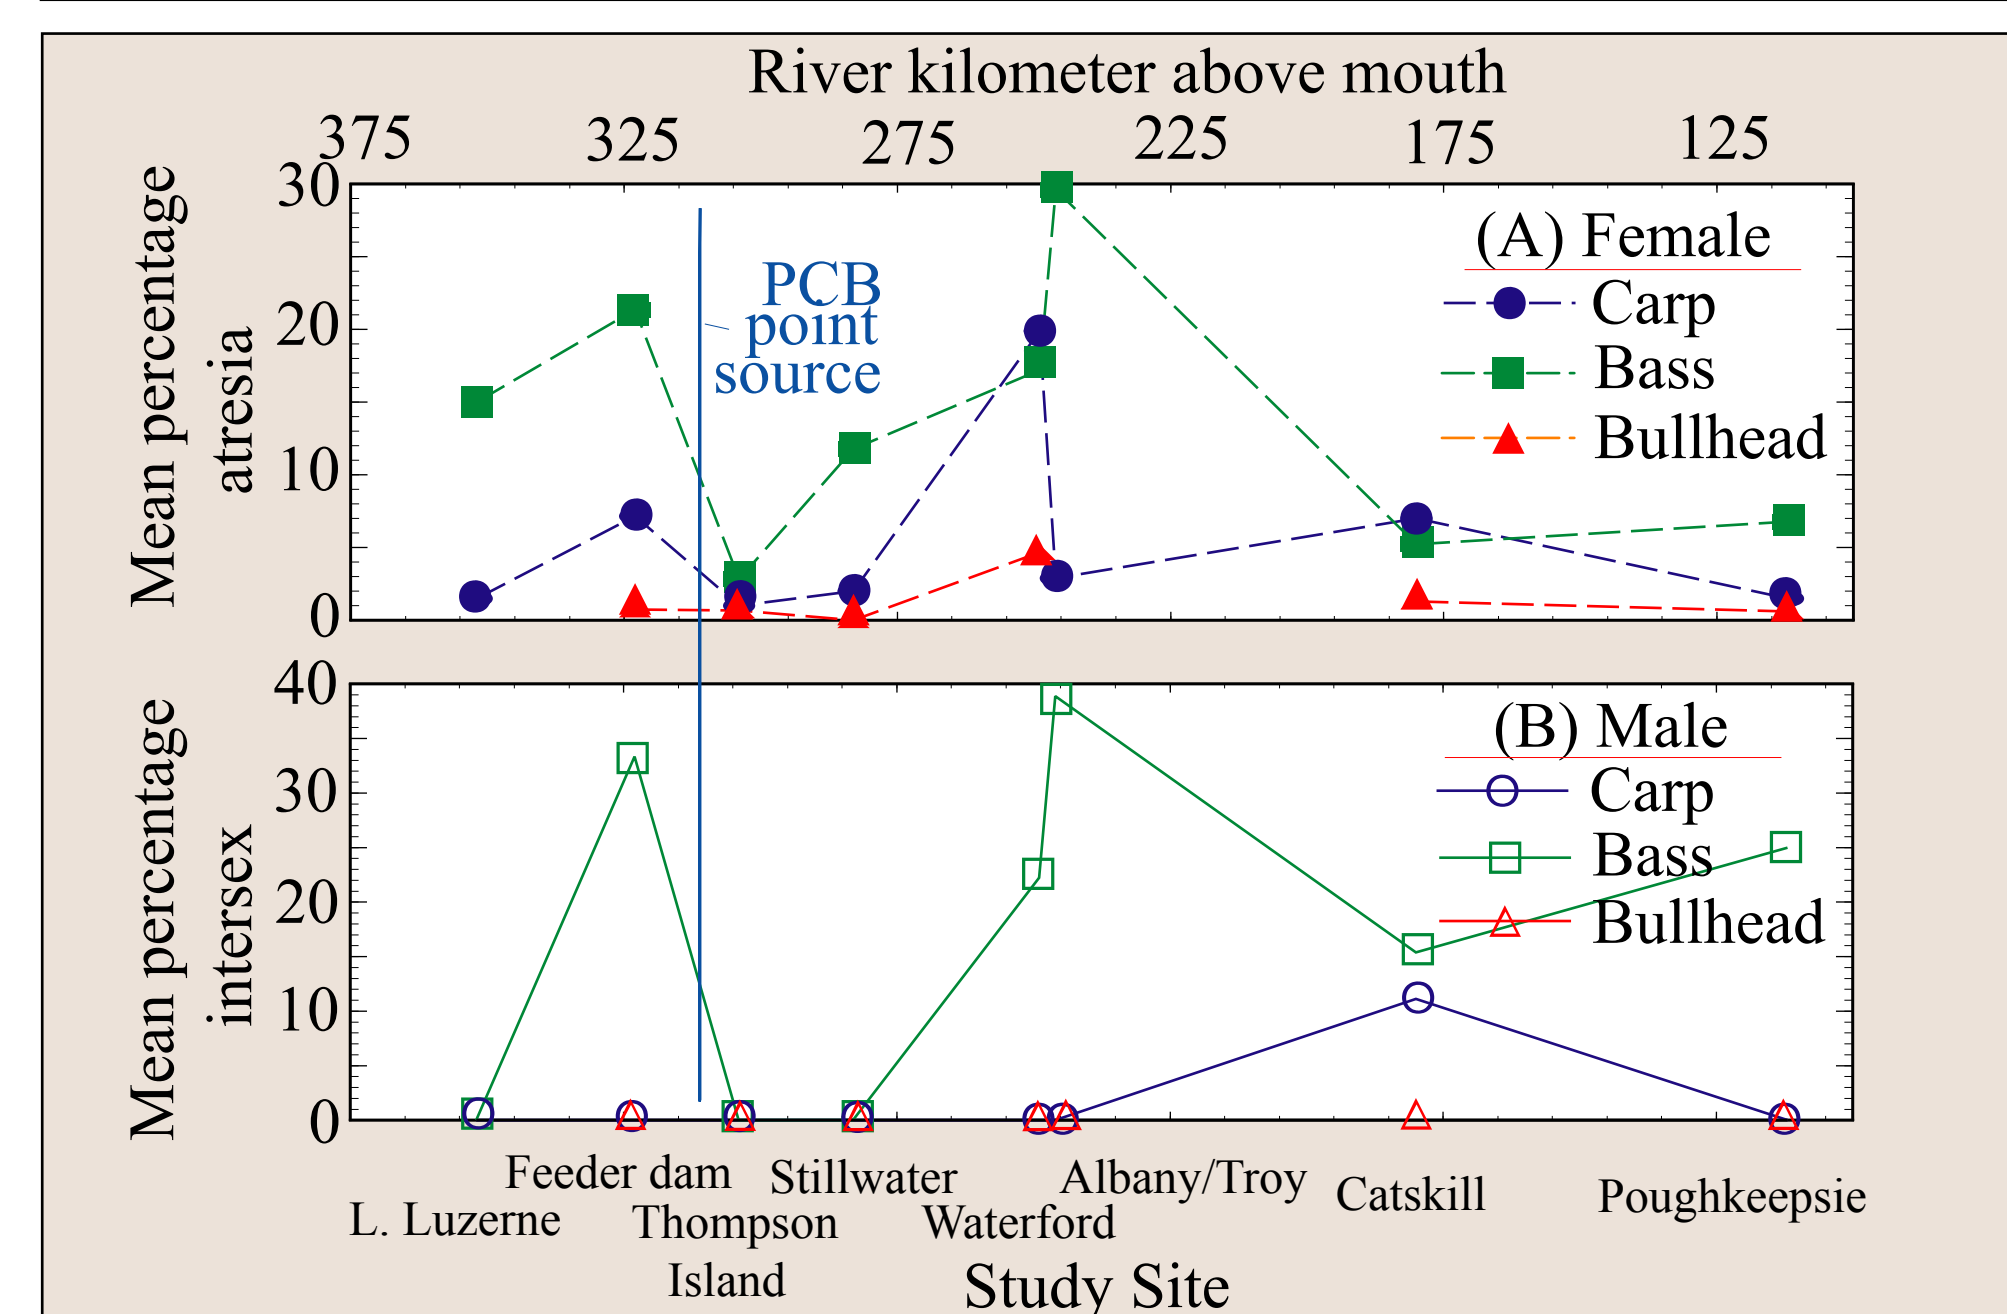 River kilometer above mouth
375 325 275 225 175 125
Mean percentage
atresia
30
20
10
0
PCB
point
source
(A) Female
Carp
Bass
Bullhead
Mean percentage
intersex
40
30
20
10
0
(B) Male
Carp
Bass
Bullhead
Feeder dam Stillwater Albany/Troy Catskill Poughkeepsie
L. Luzerne Thompson Waterford
Island
Study Site